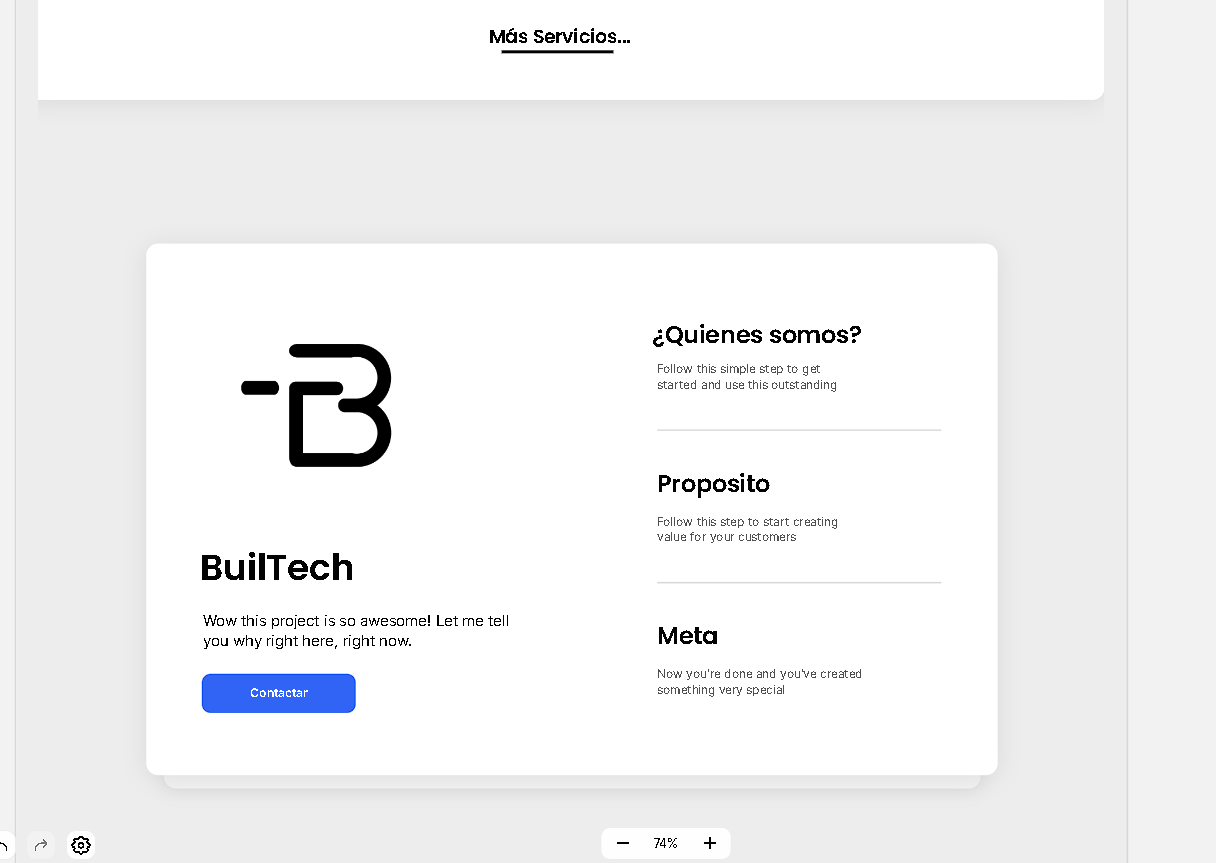 Más Servicios...
BuilTech
Wow this project is so awesome! Let me tell
you why right here, right now.
Contactar
¿Quienes somos?
Follow this simple step to get
started and use this outstanding
Proposito
Follow this step to start creating
value for your customers
Meta
Now you're done and you've created
something very special
74%